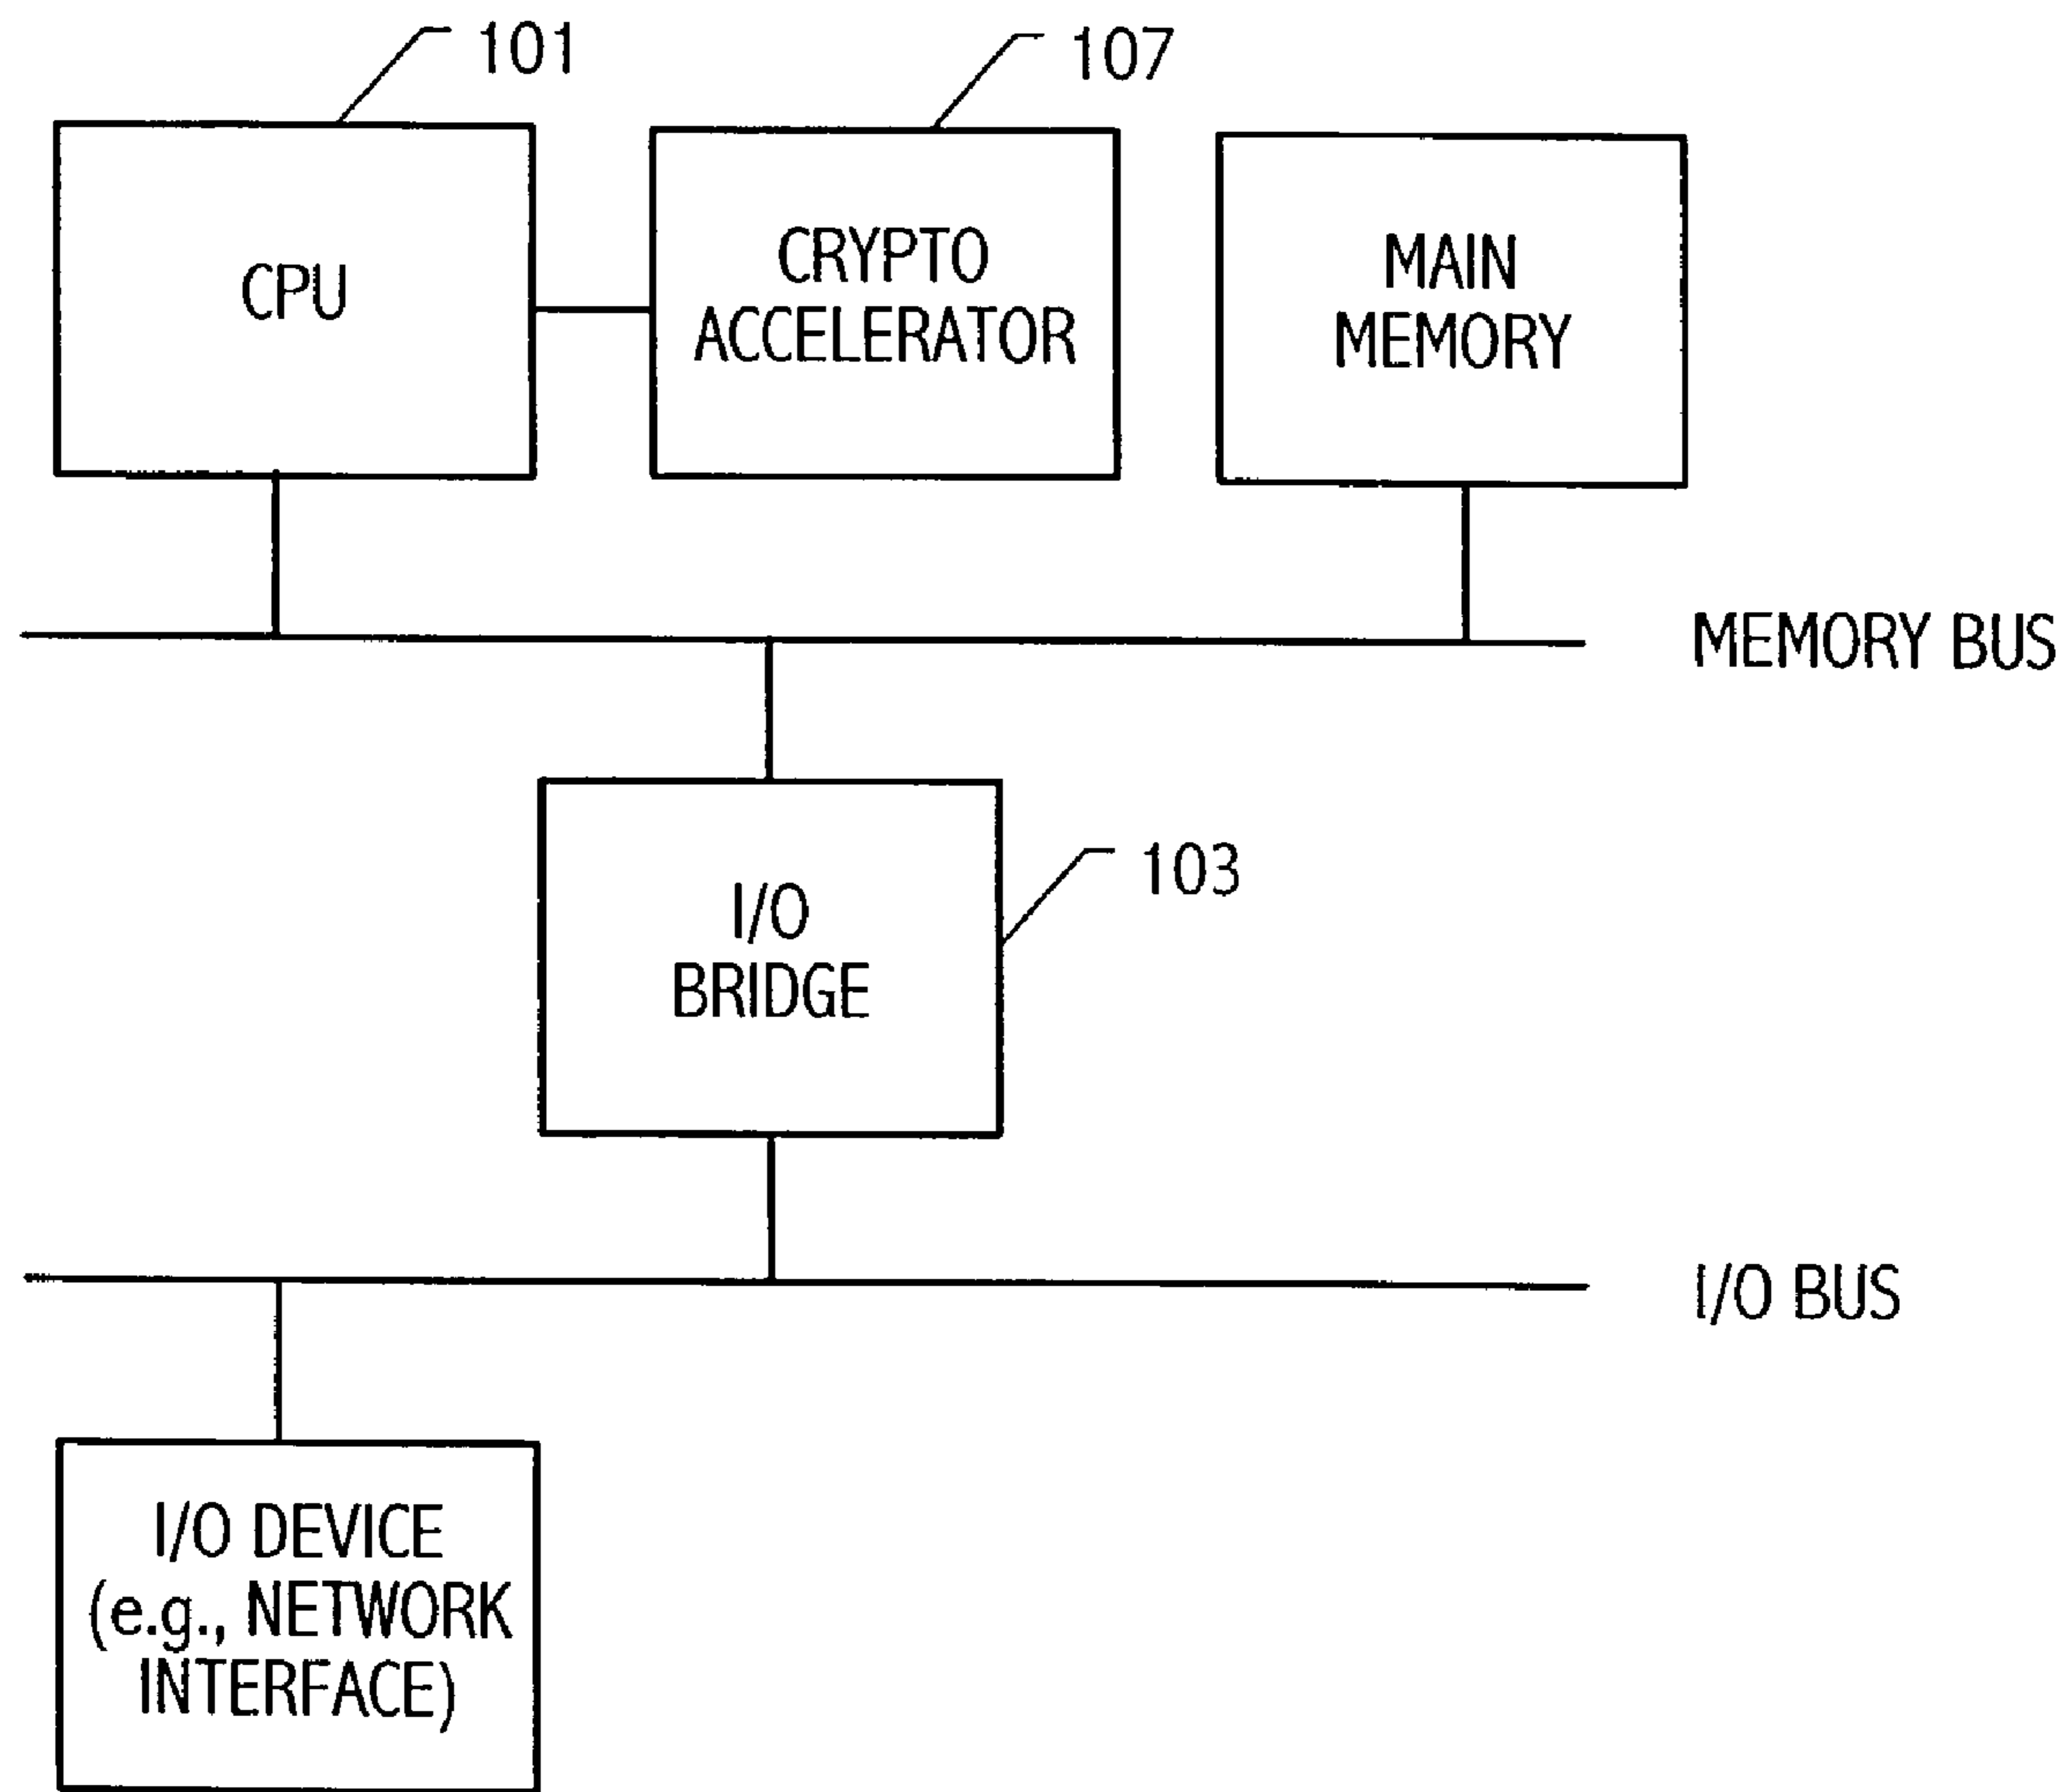 101
107
CPU
CRYPTO
ACCELERATOR
MAIN
MEMORY
MEMORY BUS
103
I/O
BRIDGE
I/O BUS
I/O DEVICE
(e.g., NETWORK
INTERFACE)